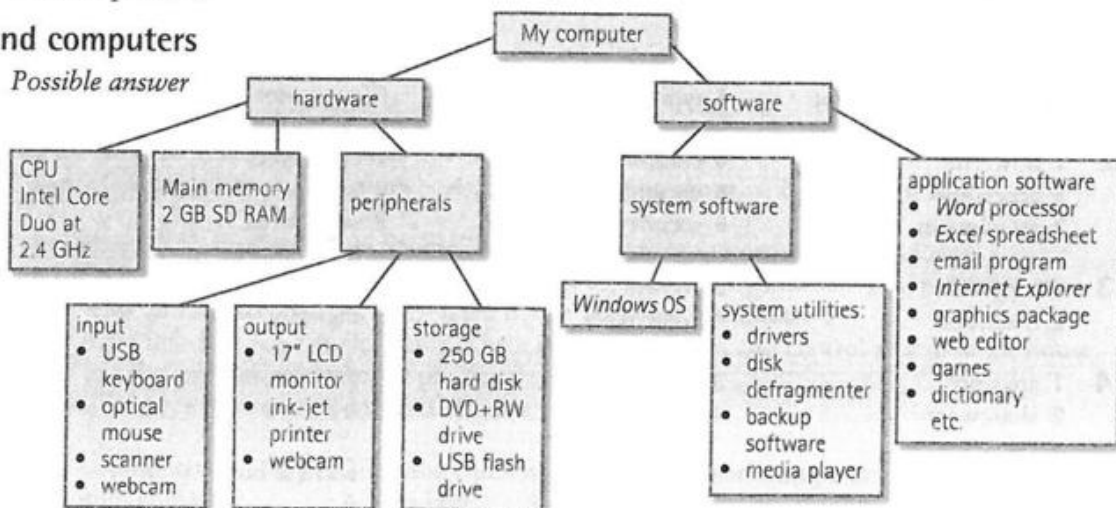 nd computers
Possible answer
My computer
hardware
software
CPU
Intel Core
Duo at
2.4 GHz
Main memory
2 GB SD RAM
peripherals
system software
application software
• Word processor
• Excel spreadsheet
• email program
• Internet Explorer
• graphics package
• web editor
• games
• dictionary
etc.
input
• USB
keyboard
• optical
mouse
• scanner
• webcam
output
• 17" LCD
monitor
• ink-jet
printer
• webcam
storage
• 250 GB
hard disk
• DVD+RW
drive
• USB flash
drive
Windows OS
system utilities:
• drivers
• disk
defragmenter
• backup
software
• media player
3
4